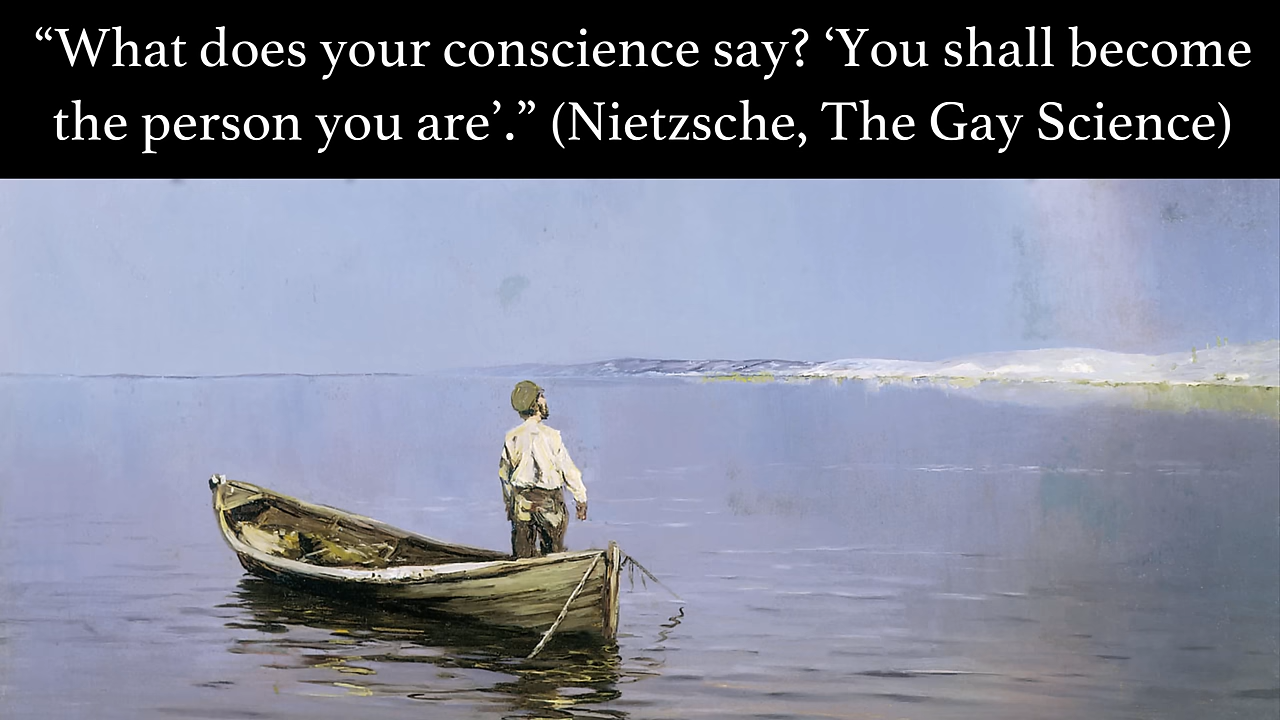 “What does your conscience say? ‘You shall become
the person you are’.” (Nietzsche, The Gay Science)